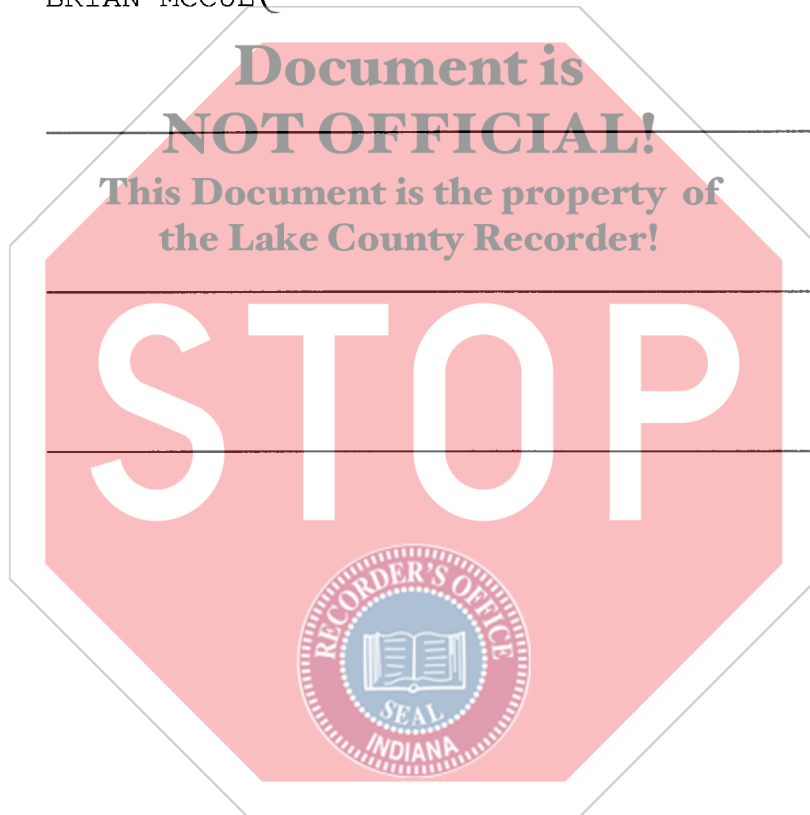 BRIAN
Document is
NOT OFFICIAL!
This Document is the property of
the Lake County Recorder!
STOP
RECORDER'S OFFICE
SEAL
INDIANA